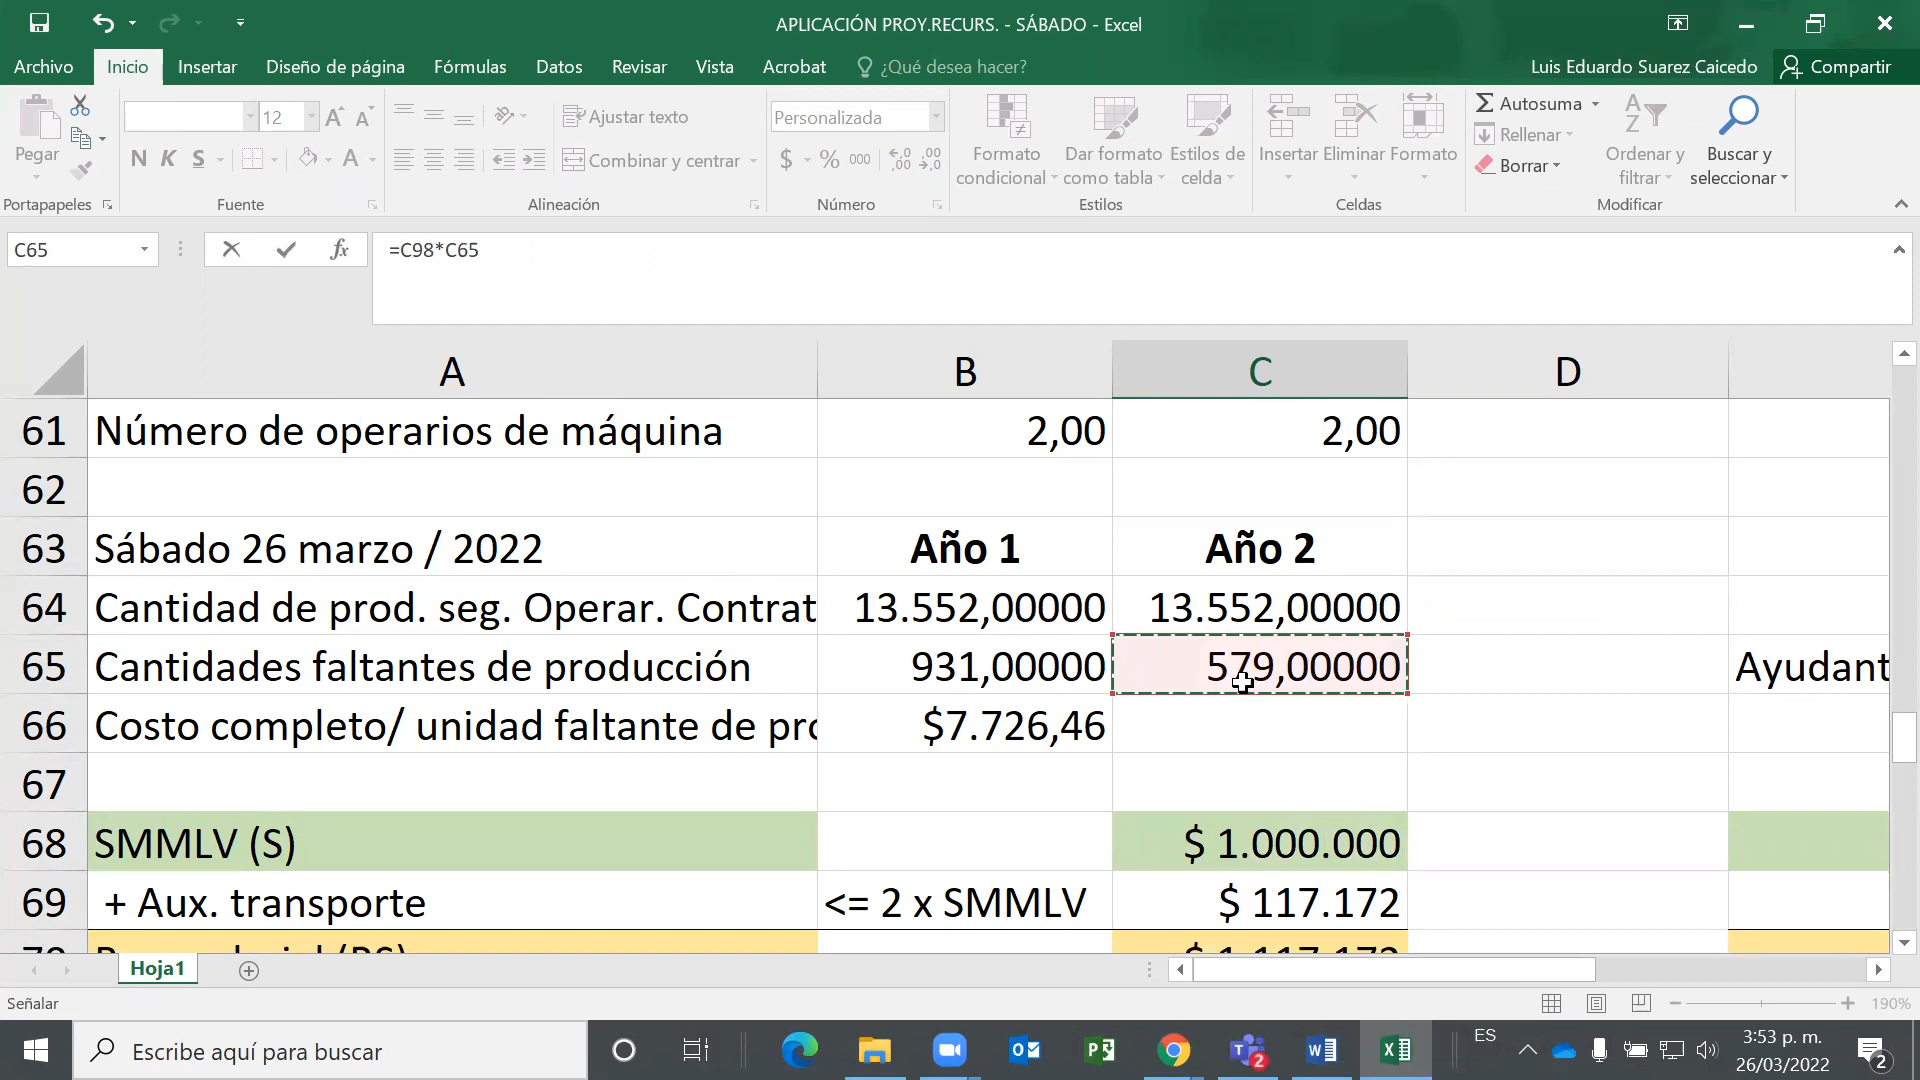 APLICACIÓN PROY.RECURS. - SÁBADO - Excel
Archivo Inicio Insertar Diseño de página Fórmulas Datos Revisar Vista Acrobat ¿Qué desea hacer? Luis Eduardo Suarez Caicedo Compartir
Pegar
Portapapeles
12
N K S
Fuente
Ajustar texto
Combinar y centrar
Alineación
Personalizada
$ % 000
Número
Formato condicional
Dar formato como tabla
Estilos de celda
Estilos
Insertar Eliminar Formato
Celdas
Autosuma
Rellenar
Borrar
Ordenar y filtrar
Buscar y seleccionar
Modificar
C65 fx =C98*C65
A B C D
61 Número de operarios de máquina 2,00 2,00
62
63 Sábado 26 marzo / 2022 Año 1 Año 2
64 Cantidad de prod. seg. Operar. Contrat 13.552,00000 13.552,00000
65 Cantidades faltantes de producción 931,00000 579,00000 Ayudant
66 Costo completo/ unidad faltante de pro $7.726,46
67
68 SMMLV (S) $ 1.000.000
69 + Aux. transporte <= 2 x SMMLV $ 117.172
$ 1.117.172
Hoja1
Señalar 190%
Escribe aquí para buscar
2
ES
3:53 p. m.
26/03/2022
2